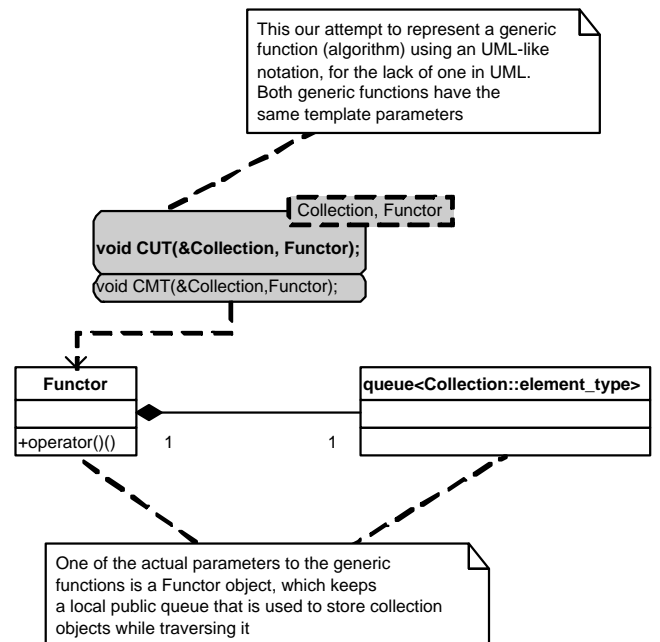 This our attempt to represent a generic
function (algorithm) using an UML-like
notation, for the lack of one in UML.
Both generic functions have the
same template parameters
Collection, Functor
void CUT(&Collection, Functor);
void CMT(&Collection,Functor);
Functor
queue<Collection::element_type>
+operator()()
1
1
One of the actual parameters to the generic
functions is a Functor object, which keeps
a local public queue that is used to store collection
objects while traversing it